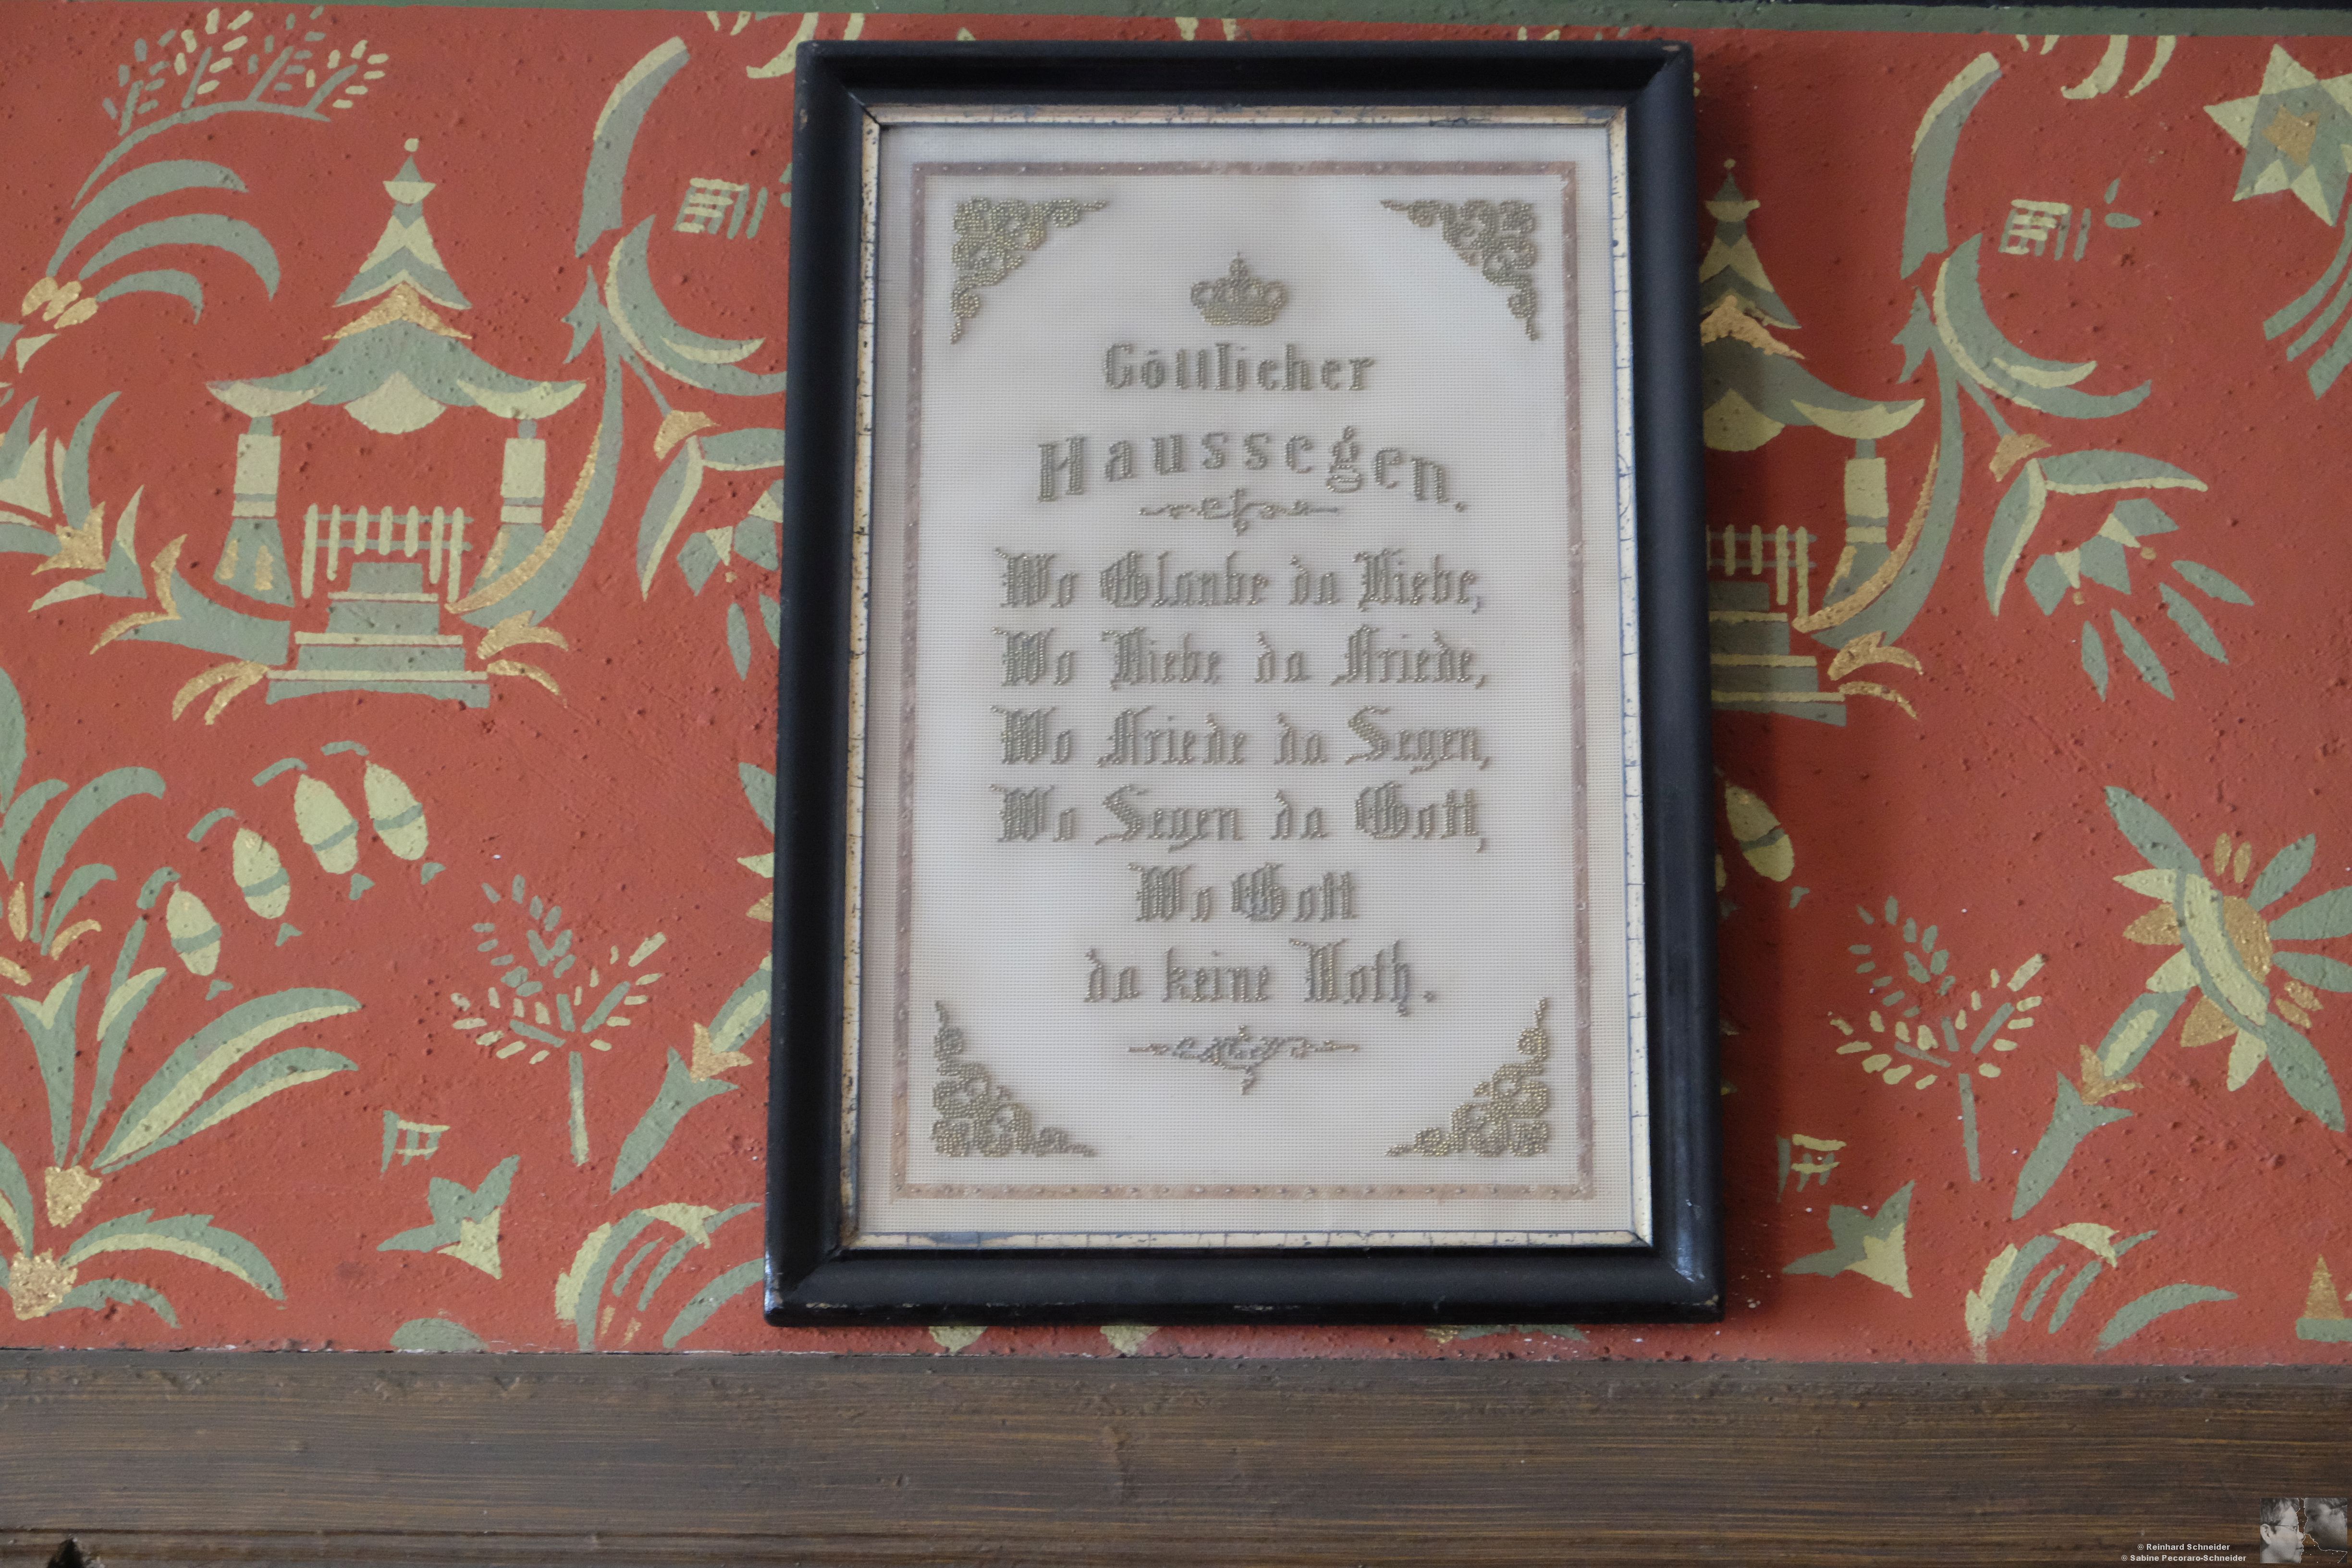 Göttlicher
Haussegen.
Wo Glaube da Liebe,
Wo Liebe da Friede,
Wo Friede da Segen,
Wo Segen da Gott,
Wo Gott
da keine Noth.
© Reinhard Schneider
© Sabine Pecoraro-Schneider